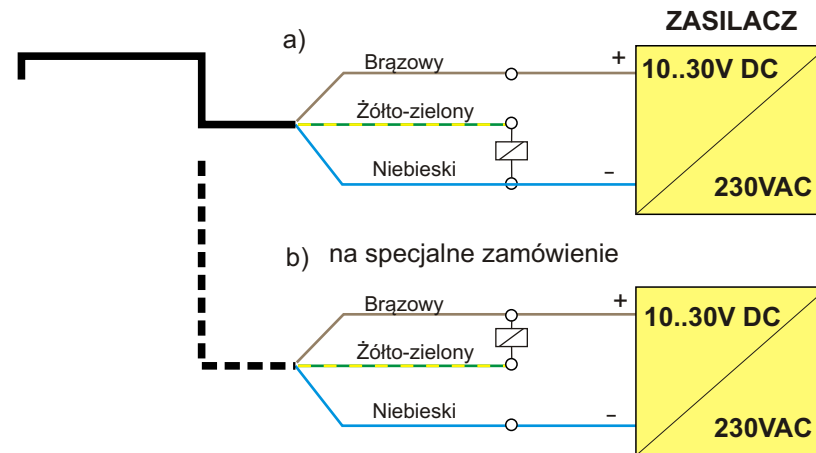 ZASILACZ
a)
Brązowy
+
10..30V DC
Żółto-zielony
Niebieski
–
230VAC
b) na specjalne zamówienie
Brązowy
+
10..30V DC
Żółto-zielony
Niebieski
–
230VAC